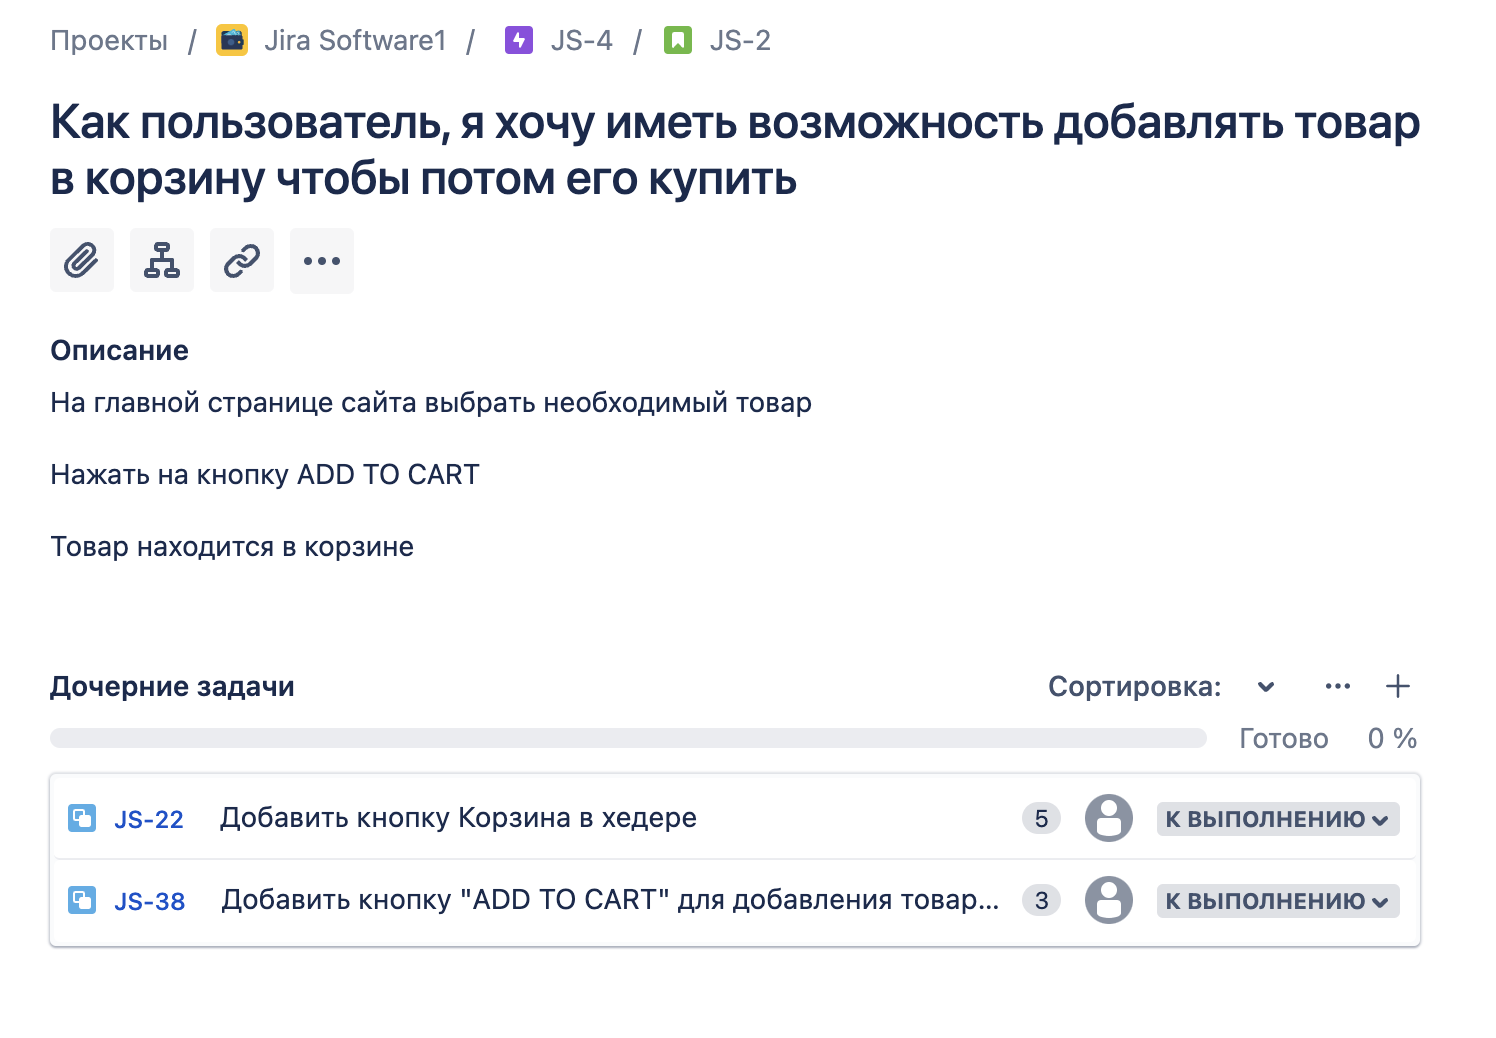 Проекты / Jira Software1 / JS-4 / JS-2
Как пользователь, я хочу иметь возможность добавлять товар
в корзину чтобы потом его купить
Описание
На главной странице сайта выбрать необходимый товар
Нажать на кнопку ADD TO CART
Товар находится в корзине
Дочерние задачи Сортировка:
Готово 0 %
JS-22 Добавить кнопку Корзина в хедере 5 К ВЫПОЛНЕНИЮ
JS-38 Добавить кнопку "ADD TO CART" для добавления товар... 3 К ВЫПОЛНЕНИЮ